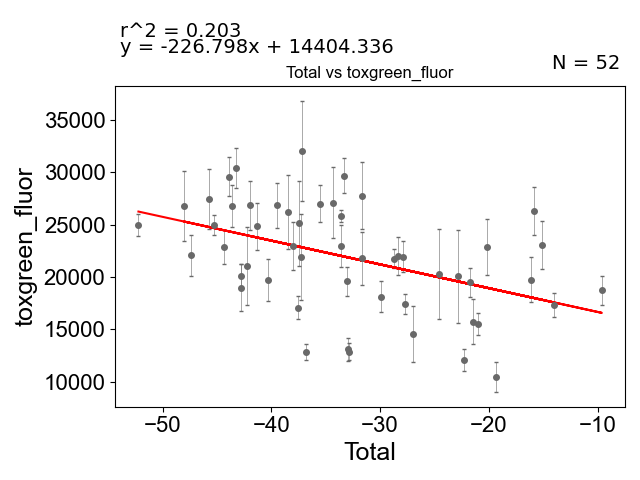 r^2 = 0.203
y = -226.798x + 14404.336
N = 52
Total vs toxgreen_fluor
35000
30000
25000
20000
15000
10000
toxgreen_fluor
−50
−40
−30
−20
−10
Total